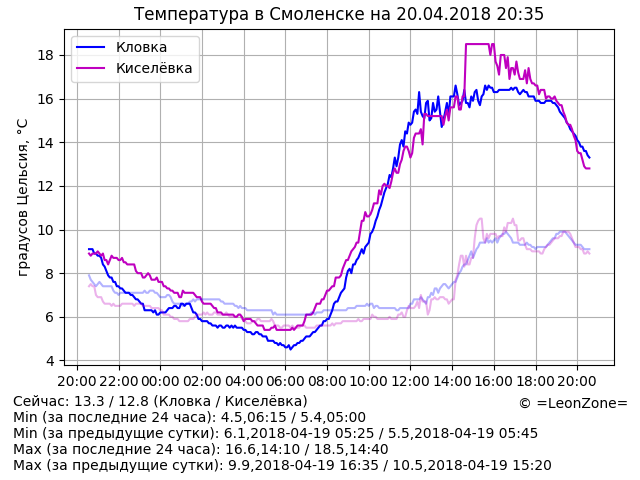 Температура в Смоленске на 20.04.2018 20:35
Кловка
Киселёвка
градусов Цельсия, °C
18
16
14
12
10
8
6
4
20:00 22:00 00:00 02:00 04:00 06:00 08:00 10:00 12:00 14:00 16:00 18:00 20:00
© =LeonZone=
Сейчас: 13.3 / 12.8 (Кловка / Киселёвка)
Min (за последние 24 часа): 4.5,06:15 / 5.4,05:00
Min (за предыдущие сутки): 6.1,2018-04-19 05:25 / 5.5,2018-04-19 05:45
Max (за последние 24 часа): 16.6,14:10 / 18.5,14:40
Max (за предыдущие сутки): 9.9,2018-04-19 16:35 / 10.5,2018-04-19 15:20